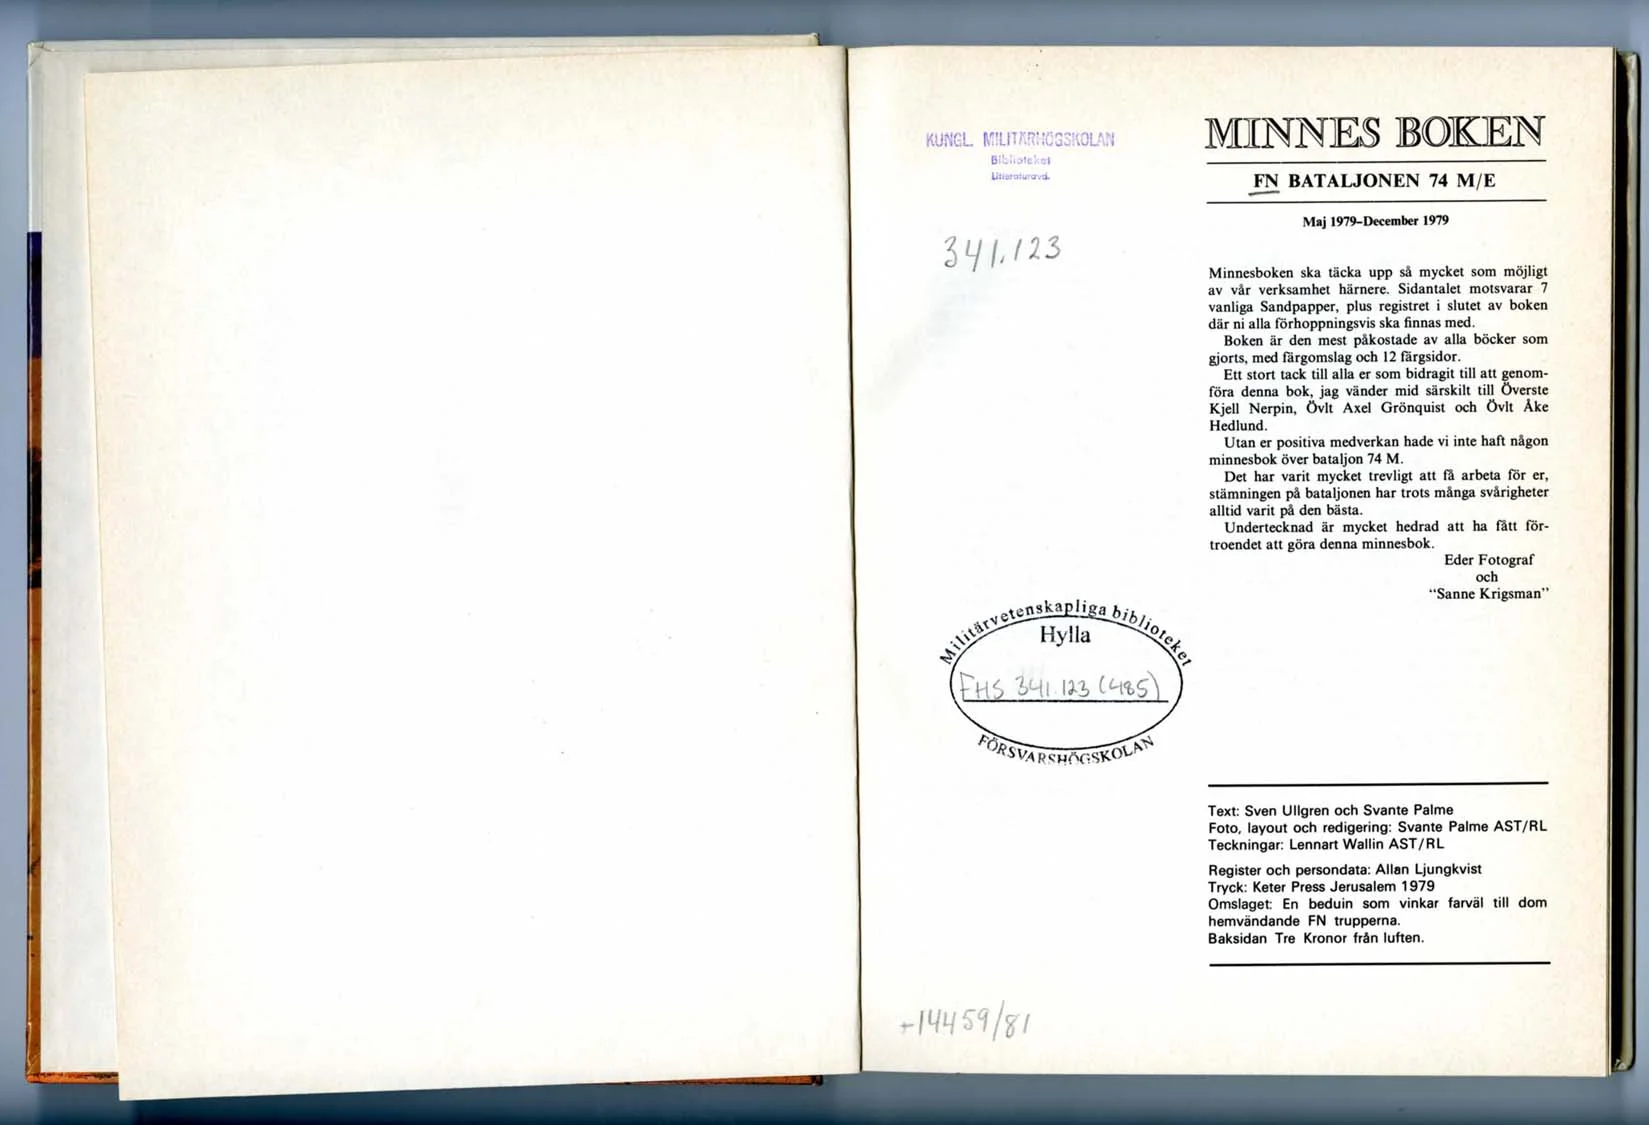 KUNGL. MILITÄRHÖGSKOLAN
Biblioteket
Litteraturavd.
341.123
Militärvetenskapliga biblioteket
Hylla
FHS 341.123 (485)
FÖRSVARSHÖGSKOLAN
+14459/81
MINNES BOKEN
FN BATALJONEN 74 M/E
Maj 1979–December 1979
Minnesboken ska täcka upp så mycket som möjligt
av vår verksamhet härnere. Sidantalet motsvarar 7
vanliga Sandpapper, plus registret i slutet av boken
där ni alla förhoppningsvis ska finnas med.
Boken är den mest påkostade av alla böcker som
gjorts, med färgomslag och 12 färgsidor.
Ett stort tack till alla er som bidragit till att genom-
föra denna bok, jag vänder mid särskilt till Överste
Kjell Nerpin, Övlt Axel Grönquist och Övlt Åke
Hedlund.
Utan er positiva medverkan hade vi inte haft någon
minnesbok över bataljon 74 M.
Det har varit mycket trevligt att få arbeta för er,
stämningen på bataljonen har trots många svårigheter
alltid varit på den bästa.
Undertecknad är mycket hedrad att ha fått för-
troendet att göra denna minnesbok.
Eder Fotograf
och
“Sanne Krigsman”
Text: Sven Ullgren och Svante Palme
Foto, layout och redigering: Svante Palme AST/RL
Teckningar: Lennart Wallin AST/RL
Register och persondata: Allan Ljungkvist
Tryck: Keter Press Jerusalem 1979
Omslaget: En beduin som vinkar farväl till dom
hemvändande FN trupperna.
Baksidan Tre Kronor från luften.